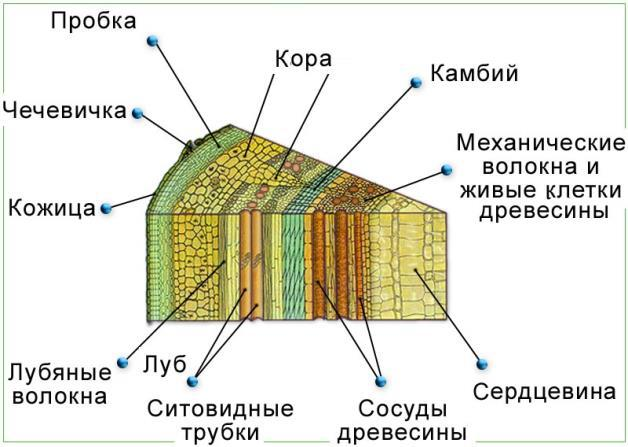 Пробка
Кора
Камбий
Чечевичка
Механические
волокна и
живые клетки
древесины
Кожица
Лубяные
волокна
Луб
Ситовидные
трубки
Сосуды
древесины
Сердцевина